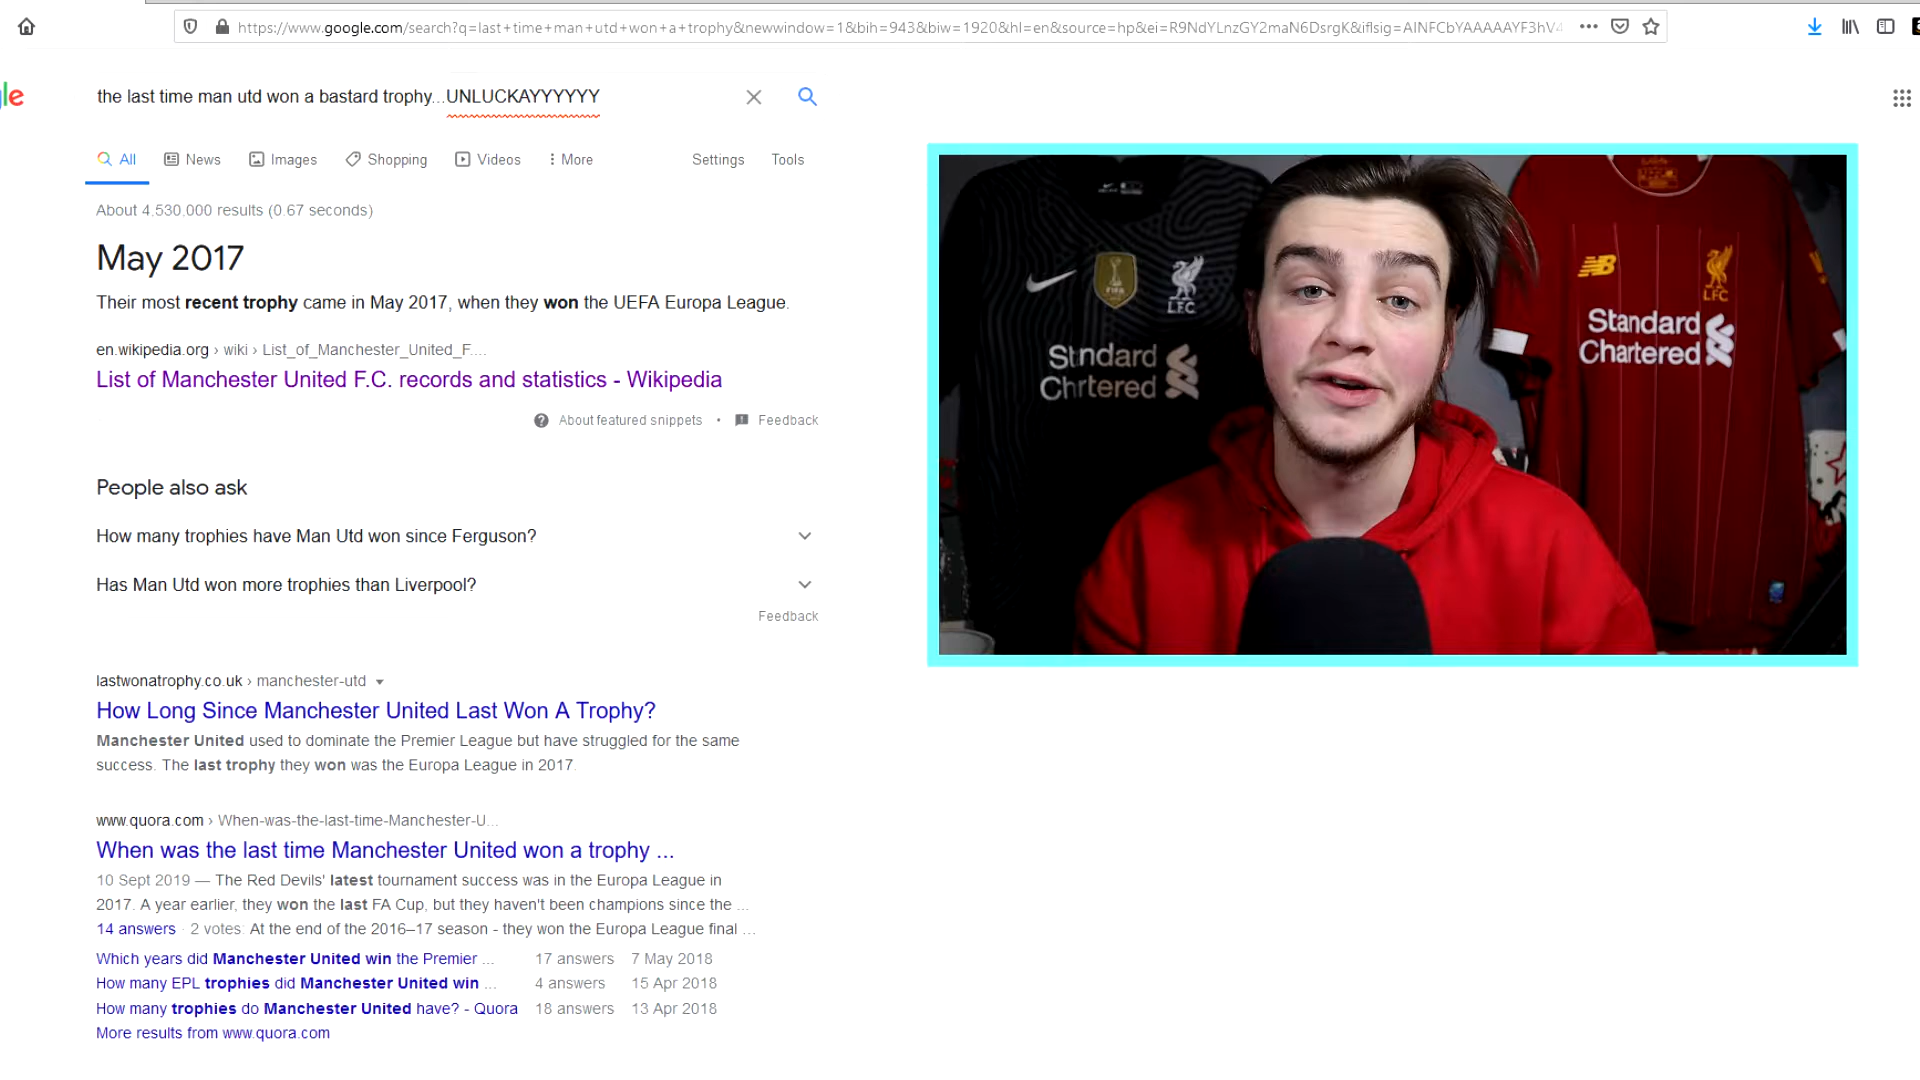 https://www.google.com/search?q=last+time+man+utd+won+a+trophy&newwindow=1&bih=943&biw=1920&hl=en&source=hp&ei=R9NdYLnzGY2maN6DsrgK&iflsig=AINFCbYAAAAAYF3hV4
le
the last time man utd won a bastard trophy...UNLUCKAYYYYYY
All News Images Shopping Videos More Settings Tools
About 4,530,000 results (0.67 seconds)
May 2017
Their most recent trophy came in May 2017, when they won the UEFA Europa League.
en.wikipedia.org › wiki › List_of_Manchester_United_F....
List of Manchester United F.C. records and statistics - Wikipedia
About featured snippets • Feedback
People also ask
How many trophies have Man Utd won since Ferguson?
Has Man Utd won more trophies than Liverpool?
Feedback
lastwonatrophy.co.uk › manchester-utd
How Long Since Manchester United Last Won A Trophy?
Manchester United used to dominate the Premier League but have struggled for the same
success. The last trophy they won was the Europa League in 2017.
www.quora.com › When-was-the-last-time-Manchester-U...
When was the last time Manchester United won a trophy ...
10 Sept 2019 — The Red Devils' latest tournament success was in the Europa League in
2017. A year earlier, they won the last FA Cup, but they haven't been champions since the ...
14 answers · 2 votes: At the end of the 2016–17 season - they won the Europa League final ...
Which years did Manchester United win the Premier ... 17 answers 7 May 2018
How many EPL trophies did Manchester United win ... 4 answers 15 Apr 2018
How many trophies do Manchester United have? - Quora 18 answers 13 Apr 2018
More results from www.quora.com
FIFA
L.F.C.
Stndard
Chrtered
NB
LFC
Standard
Chartered